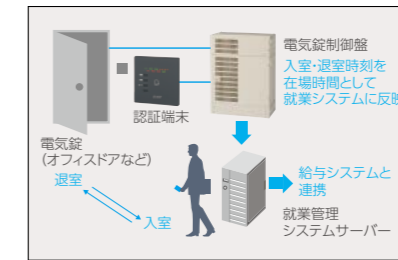 電気錠制御盤
入室・退室時刻を
在場時間として
就業システムに反映
認証端末
電気錠
(オフィスドアなど)
退室
入室
給与システムと
連携
就業管理
システムサーバー